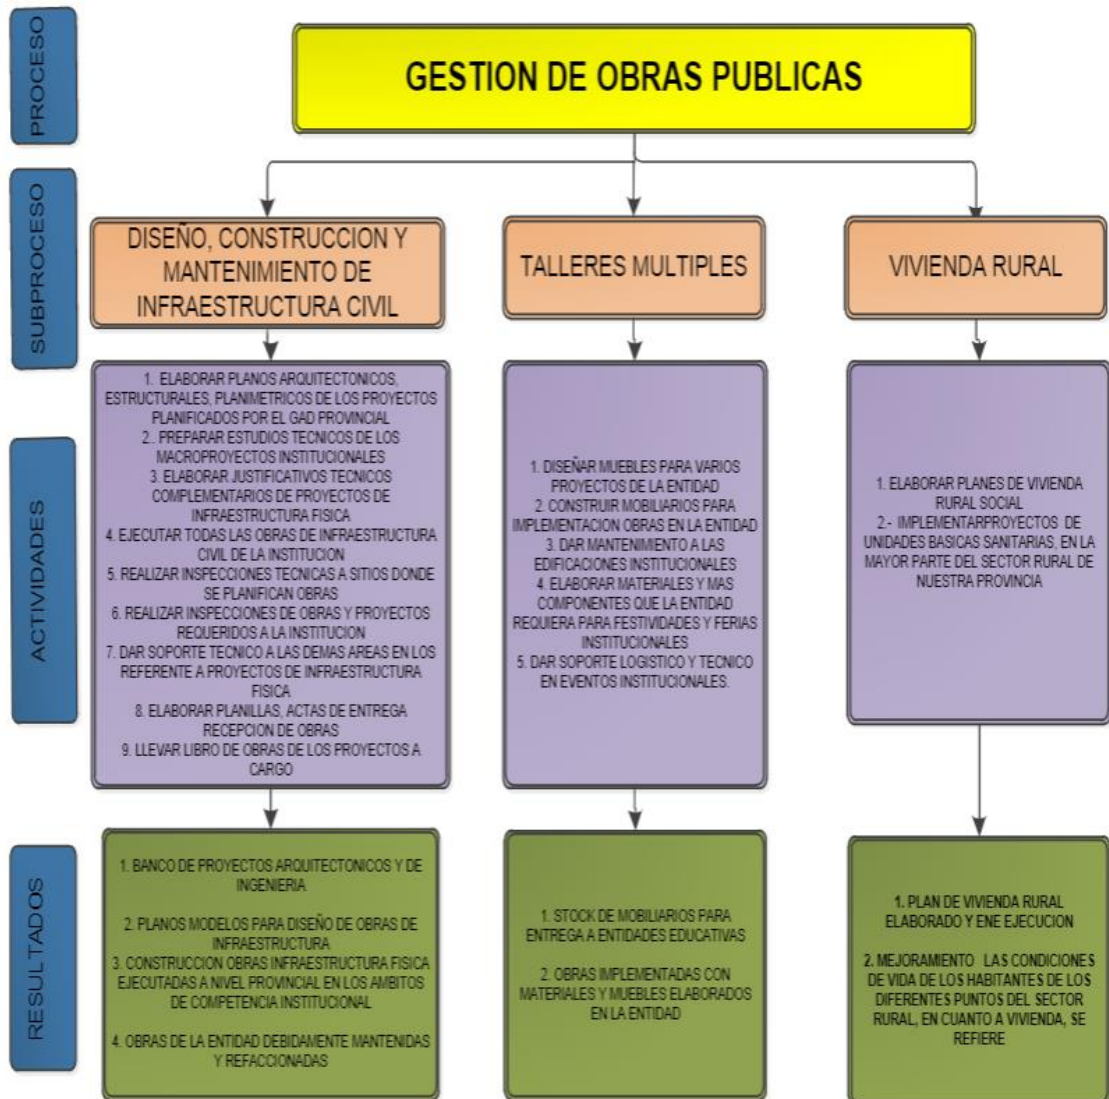 PROCESO
GESTION DE OBRAS PUBLICAS
SUBPROCESO
DISEÑO, CONSTRUCCION Y
MANTENIMIENTO DE
INFRAESTRUCTURA CIVIL
TALLERES MULTIPLES
VIVIENDA RURAL
ACTIVIDADES
1. ELABORAR PLANOS ARQUITECTONICOS,
ESTRUCTURALES, PLANIMETRICOS DE LOS PROYECTOS
PLANIFICADOS POR EL GAD PROVINCIAL
2.. PREPARAR ESTUDIOS TECNICOS DE LOS
MACROPROYECTOS INSTITUCIONALES
3. ELABORAR JUSTIFICATIVOS TECNICOS
COMPLEMENTARIOS DE PROYECTOS DE
INFRAESTRUCTURA FISICA
4. EJECUTAR TODAS LAS OBRAS DE INFRAESTRUCTURA
CIVIL DE LA INSTITUCION
5. REALIZAR INSPECCIONES TECNICAS A SITIOS DONDE
SE PLANIFICAN OBRAS
6. REALIZAR INSPECCIONES DE OBRAS Y PROYECTOS
REQUERIDOS A LA INSTITUCION
7. DAR SOPORTE TECNICO A LAS DEMAS AREAS EN LOS
REFERENTE A PROYECTOS DE INFRAESTRUCTURA
FISICA
8. ELABORAR PLANILLAS, ACTAS DE ENTREGA
RECEPCION DE OBRAS
9. LLEVAR LIBRO DE OBRAS DE LOS PROYECTOS A
CARGO
1. DISEÑAR MUEBLES PARA VARIOS
PROYECTOS DE LA ENTIDAD
2. CONSTRUIR MOBILIARIOS PARA
IMPLEMENTACION OBRAS EN LA ENTIDAD
3. DAR MANTENIMIENTO A LAS
EDIFICACIONES INSTITUCIONALES
4. ELABORAR MATERIALES Y MAS
COMPONENTES QUE LA ENTIDAD
REQUIERA PARA FESTIVIDADES Y FERIAS
INSTITUCIONALES
5. DAR SOPORTE LOGISTICO Y TECNICO
EN EVENTOS INSTITUCIONALES.
1. ELABORAR PLANES DE VIVIENDA
RURAL SOCIAL
2.- IMPLEMENTARPROYECTOS DE
UNIDADES BASICAS SANITARIAS, EN LA
MAYOR PARTE DEL SECTOR RURAL DE
NUESTRA PROVINCIA
RESULTADOS
1. BANCO DE PROYECTOS ARQUITECTONICOS Y DE
INGENIERIA
2. PLANOS MODELOS PARA DISEÑO DE OBRAS DE
INFRAESTRUCTURA
3. CONSTRUCCION OBRAS INFRAESTRUCTURA FISICA
EJECUTADAS A NIVEL PROVINCIAL EN LOS AMBITOS
DE COMPETENCIA INSTITUCIONAL
4. OBRAS DE LA ENTIDAD DEBIDAMENTE MANTENIDAS
Y REFACCIONADAS
1. STOCK DE MOBILIARIOS PARA
ENTREGA A ENTIDADES EDUCATIVAS
2. OBRAS IMPLEMENTADAS CON
MATERIALES Y MUEBLES ELABORADOS
EN LA ENTIDAD
1. PLAN DE VIVIENDA RURAL
ELABORADO Y ENE EJECUCION
2. MEJORAMIENTO LAS CONDICIONES
DE VIDA DE LOS HABITANTES DE LOS
DIFERENTES PUNTOS DEL SECTOR
RURAL, EN CUANTO A VIVIENDA, SE
REFIERE